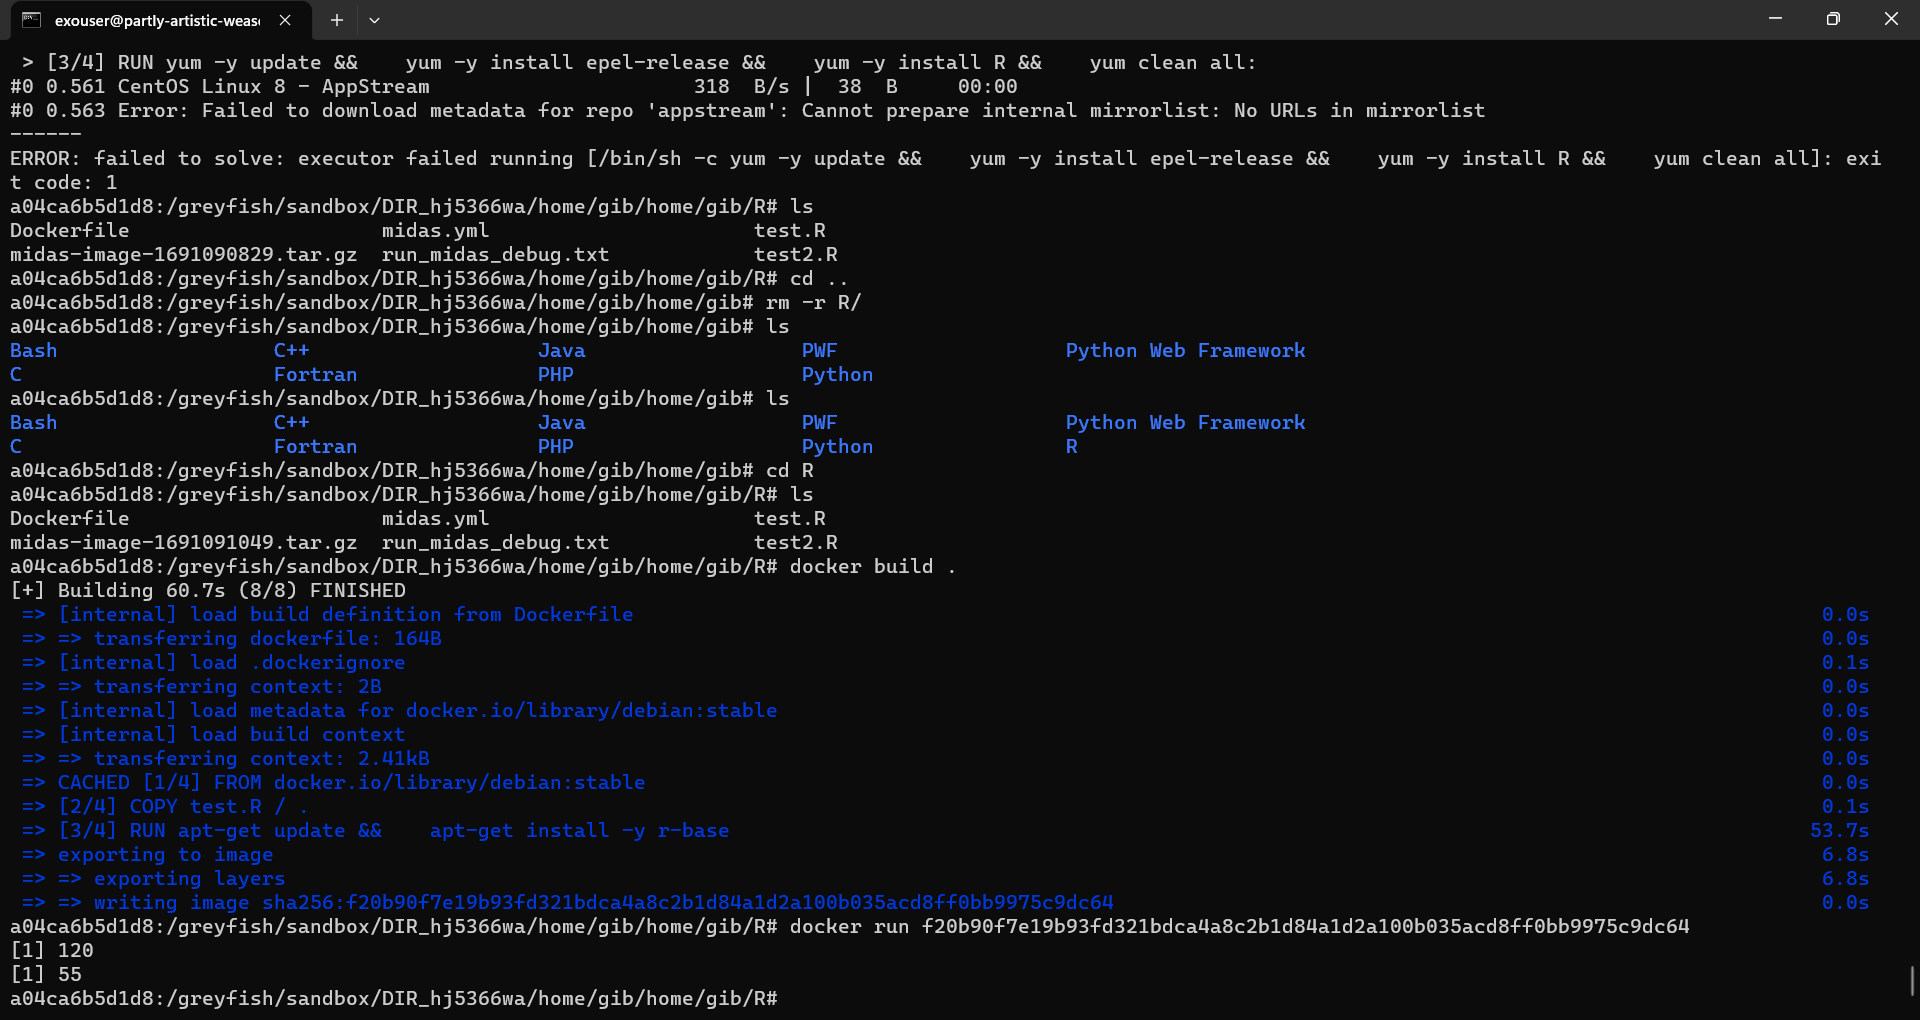 exouser@partly-artistic-weas
> [3/4] RUN yum -y update &&    yum -y install epel-release &&    yum -y install R &&    yum clean all:
#0 0.561 CentOS Linux 8 - AppStream                      318  B/s |  38  B     00:00
#0 0.563 Error: Failed to download metadata for repo 'appstream': Cannot prepare internal mirrorlist: No URLs in mirrorlist
------
ERROR: failed to solve: executor failed running [/bin/sh -c yum -y update &&    yum -y install epel-release &&    yum -y install R &&    yum clean all]: exi
t code: 1
a04ca6b5d1d8:/greyfish/sandbox/DIR_hj5366wa/home/gib/home/gib/R# ls
Dockerfile                     midas.yml                      test.R
midas-image-1691090829.tar.gz  run_midas_debug.txt            test2.R
a04ca6b5d1d8:/greyfish/sandbox/DIR_hj5366wa/home/gib/home/gib/R# cd ..
a04ca6b5d1d8:/greyfish/sandbox/DIR_hj5366wa/home/gib/home/gib# rm -r R/
a04ca6b5d1d8:/greyfish/sandbox/DIR_hj5366wa/home/gib/home/gib# ls
Bash                  C++                   Java                  PWF                   Python Web Framework
C                     Fortran               PHP                   Python
a04ca6b5d1d8:/greyfish/sandbox/DIR_hj5366wa/home/gib/home/gib# ls
Bash                  C++                   Java                  PWF                   Python Web Framework
C                     Fortran               PHP                   Python                R
a04ca6b5d1d8:/greyfish/sandbox/DIR_hj5366wa/home/gib/home/gib# cd R
a04ca6b5d1d8:/greyfish/sandbox/DIR_hj5366wa/home/gib/home/gib/R# ls
Dockerfile                     midas.yml                      test.R
midas-image-1691091049.tar.gz  run_midas_debug.txt            test2.R
a04ca6b5d1d8:/greyfish/sandbox/DIR_hj5366wa/home/gib/home/gib/R# docker build .
[+] Building 60.7s (8/8) FINISHED
=> [internal] load build definition from Dockerfile 0.0s
=> => transferring dockerfile: 164B 0.0s
=> [internal] load .dockerignore 0.1s
=> => transferring context: 2B 0.0s
=> [internal] load metadata for docker.io/library/debian:stable 0.0s
=> [internal] load build context 0.0s
=> => transferring context: 2.41kB 0.0s
=> CACHED [1/4] FROM docker.io/library/debian:stable 0.0s
=> [2/4] COPY test.R / . 0.1s
=> [3/4] RUN apt-get update &&    apt-get install -y r-base 53.7s
=> exporting to image 6.8s
=> => exporting layers 6.8s
=> => writing image sha256:f20b90f7e19b93fd321bdca4a8c2b1d84a1d2a100b035acd8ff0bb9975c9dc64 0.0s
a04ca6b5d1d8:/greyfish/sandbox/DIR_hj5366wa/home/gib/home/gib/R# docker run f20b90f7e19b93fd321bdca4a8c2b1d84a1d2a100b035acd8ff0bb9975c9dc64
[1] 120
[1] 55
a04ca6b5d1d8:/greyfish/sandbox/DIR_hj5366wa/home/gib/home/gib/R#